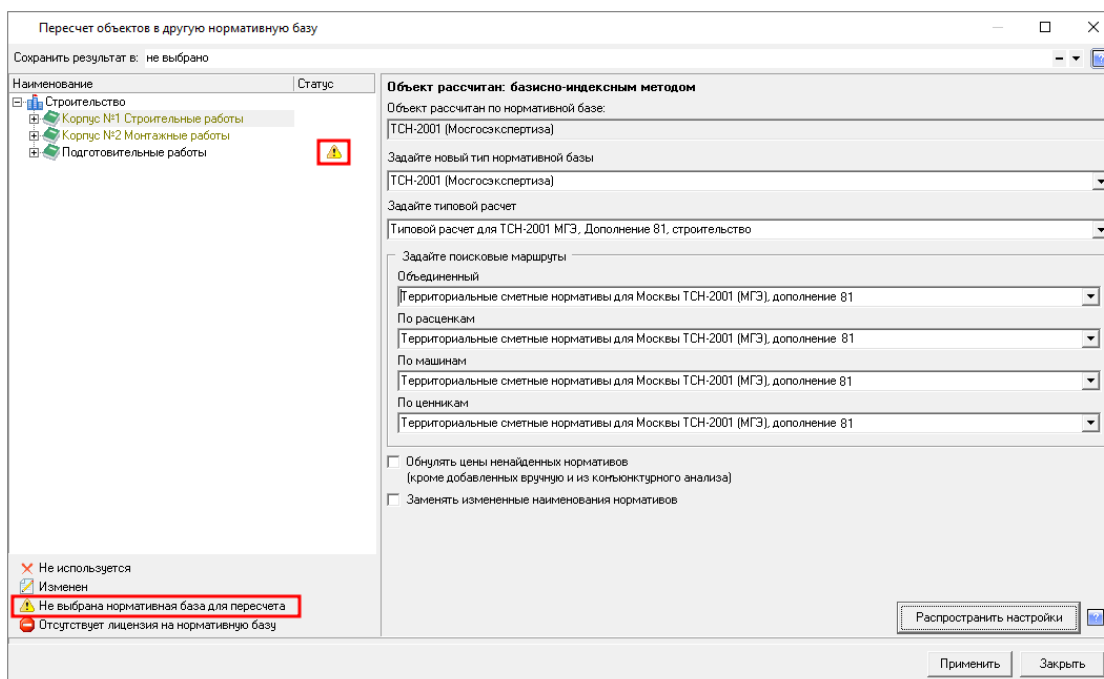 Пересчет объектов в другую нормативную базу
Сохранить результат в: не выбрано
Наименование Статус
Строительство
Корпус №1 Строительные работы
Корпус №2 Монтажные работы
Подготовительные работы
Не используется
Изменен
Не выбрана нормативная база для пересчета
Отсутствует лицензия на нормативную базу
Объект рассчитан: базисно-индексным методом
Объект рассчитан по нормативной базе:
ТСН-2001 (Мосгосэкспертиза)
Задайте новый тип нормативной базы
ТСН-2001 (Мосгосэкспертиза)
Задайте типовой расчет
Типовой расчет для ТСН-2001 МГЭ, Дополнение 81, строительство
Задайте поисковые маршруты
Объединенный
Территориальные сметные нормативы для Москвы ТСН-2001 (МГЭ), дополнение 81
По расценкам
Территориальные сметные нормативы для Москвы ТСН-2001 (МГЭ), дополнение 81
По машинам
Территориальные сметные нормативы для Москвы ТСН-2001 (МГЭ), дополнение 81
По ценникам
Территориальные сметные нормативы для Москвы ТСН-2001 (МГЭ), дополнение 81
Обнулять цены ненайденных нормативов
(кроме добавленных вручную и из конъюнктурного анализа)
Заменять измененные наименования нормативов
Распространить настройки
Применить Закрыть